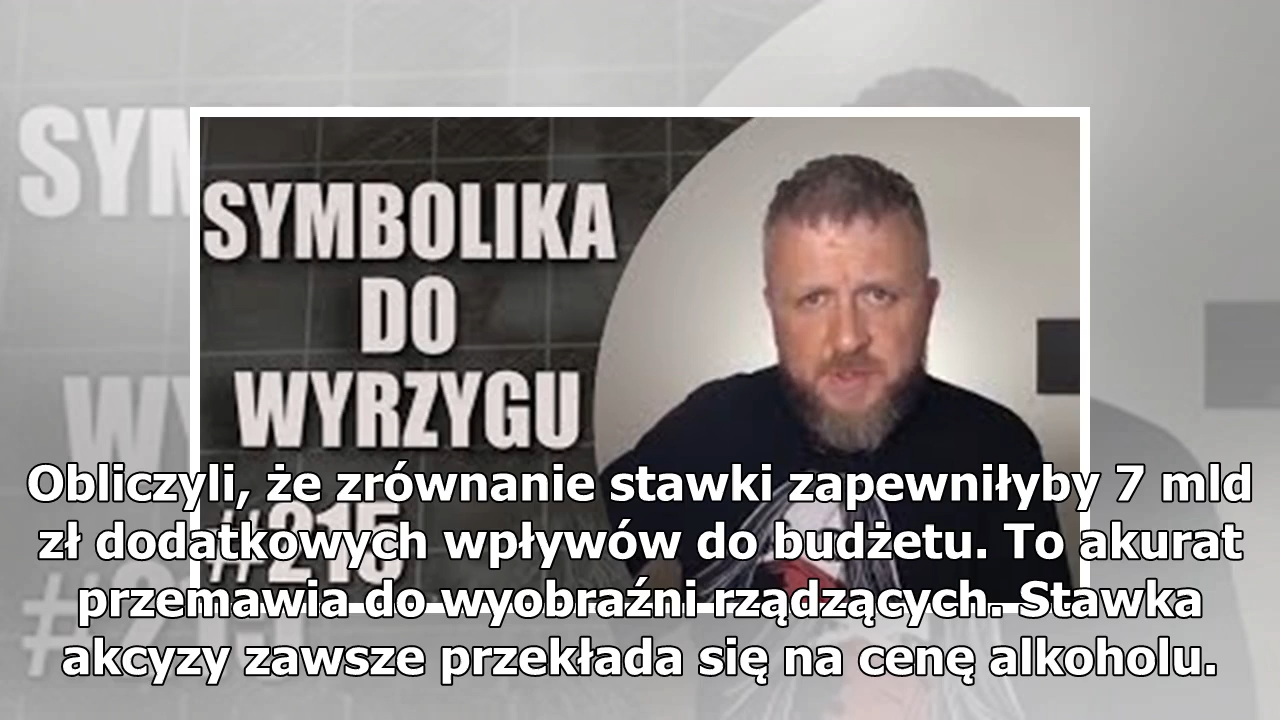 SYMBOLIKA
DO
WYRZYGU
#215
Obliczyli, że zrównanie stawki zapewniłyby 7 mld
zł dodatkowych wpływów do budżetu. To akurat
przemawia do wyobraźni rządzących. Stawka
akcyzy zawsze przekłada się na cenę alkoholu.